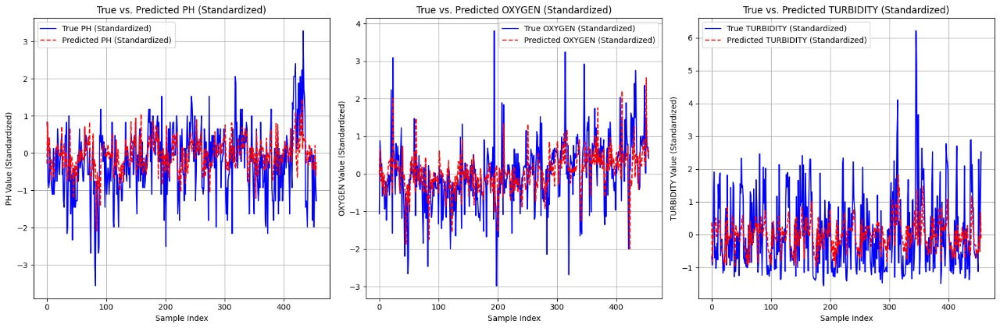 True vs. Predicted PH (Standardized)
True PH (Standardized)
Predicted PH (Standardized)
PH Value (Standardized)
3
2
1
0
−1
−2
−3
0
100
200
300
400
Sample Index
True vs. Predicted OXYGEN (Standardized)
True OXYGEN (Standardized)
Predicted OXYGEN (Standardized)
OXYGEN Value (Standardized)
4
3
2
1
0
−1
−2
−3
0
100
200
300
400
Sample Index
True vs. Predicted TURBIDITY (Standardized)
True TURBIDITY (Standardized)
Predicted TURBIDITY (Standardized)
TURBIDITY Value (Standardized)
6
5
4
3
2
1
0
−1
0
100
200
300
400
Sample Index